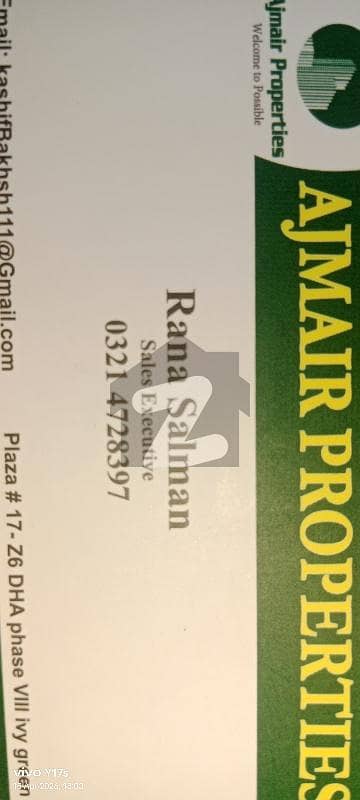 AJMAIR PROPERTIES
Ajmair Properties
Welcome to Possible
Rana Salman
Sales Executive
0321 4728397
Email: kashifBakhsh111@Gmail.com
Plaza # 17- Z6 DHA phase VIII ivy green
vivo Y17s